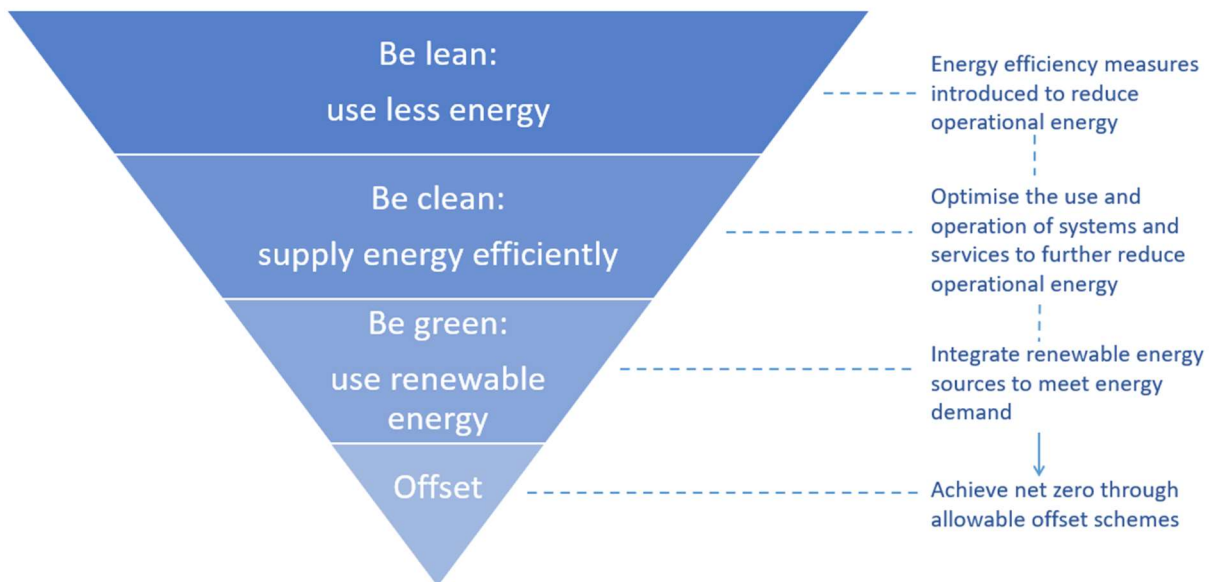 Be lean:
use less energy
Energy efficiency measures
introduced to reduce
operational energy
Be clean:
supply energy efficiently
Optimise the use and
operation of systems and
services to further reduce
operational energy
Be green:
use renewable
energy
Integrate renewable energy
sources to meet energy
demand
Offset
Achieve net zero through
allowable offset schemes